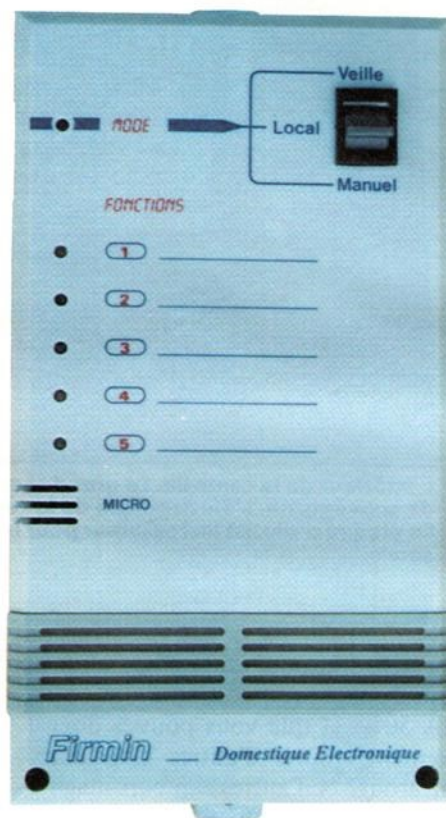 Veille
MODE Local
Manuel
FONCTIONS
1
2
3
4
5
MICRO
Firmin Domestique Electronique